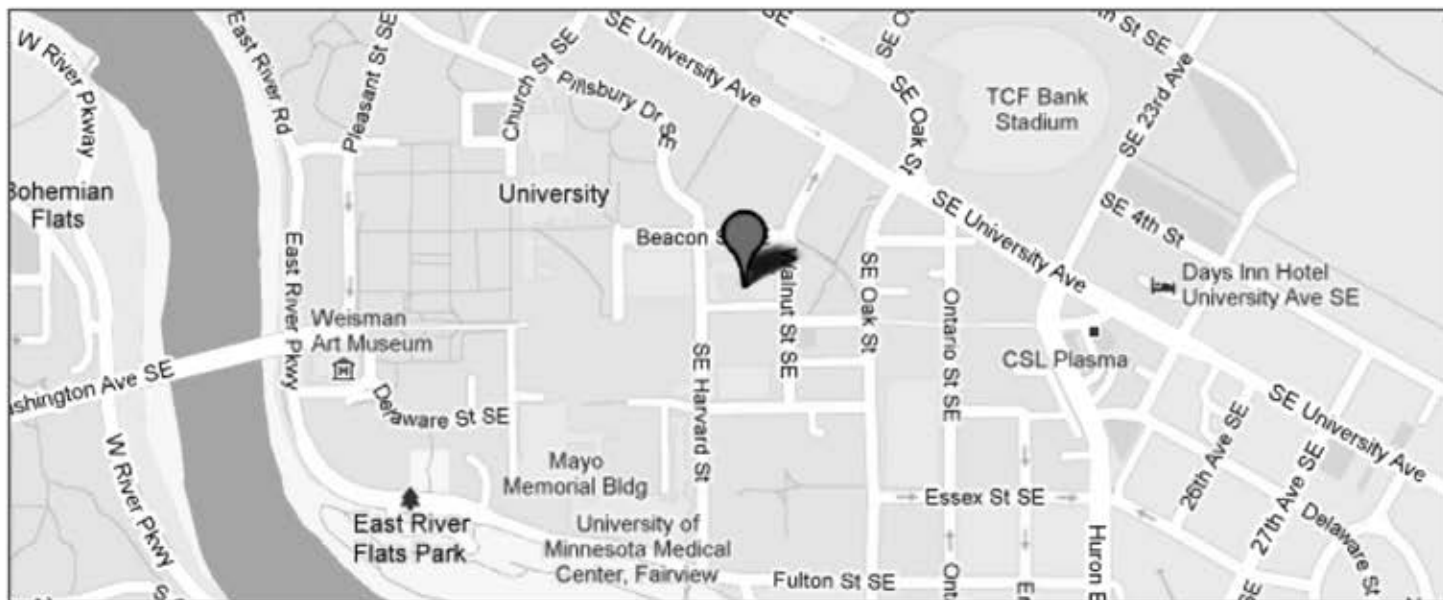 W River Pkway
East River Rd
Pleasant St SE
Church St SE
Pillsbury Dr SE
SE University Ave
SE Oak St
TCF Bank
Stadium
SE 23rd Ave
SE 4th St
Bohemian
Flats
University
Beacon
SE University Ave
East River Pkwy
Weisman
Art Museum
SE Oak St
Ontario St SE
Days Inn Hotel
University Ave SE
CSL Plasma
SE Harvard St
St SE
Ave SE
Delaware St SE
SE University Ave
W River Pkwy
Mayo
Memorial Bldg
Essex St SE
26th Ave SE
27th Ave SE
Delaware St
East River
Flats Park
University of
Minnesota Medical
Center, Fairview
Fulton St SE
Huron